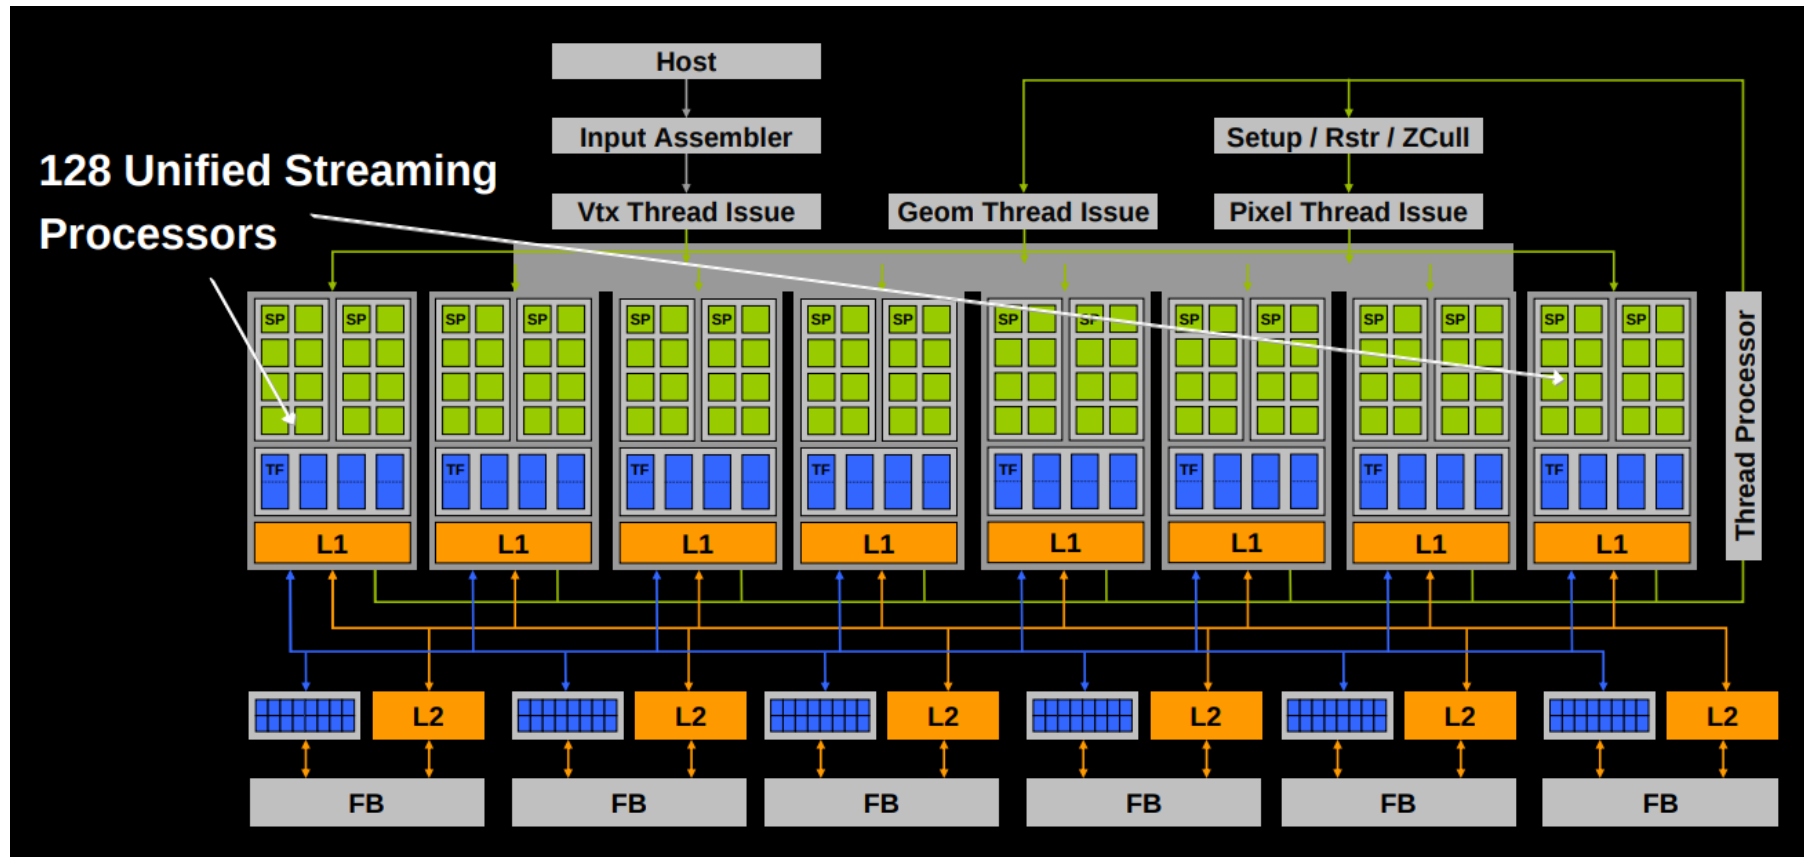 Host
Input Assembler
Setup / Rstr / ZCull
128 Unified Streaming
Processors
Vtx Thread Issue
Geom Thread Issue
Pixel Thread Issue
SP SP SP SP SP SP SP SP SP SP SP SP SP SP SP SP
Thread Processor
TF TF TF TF TF TF TF TF
L1 L1 L1 L1 L1 L1 L1 L1
L2 L2 L2 L2 L2 L2
FB FB FB FB FB FB